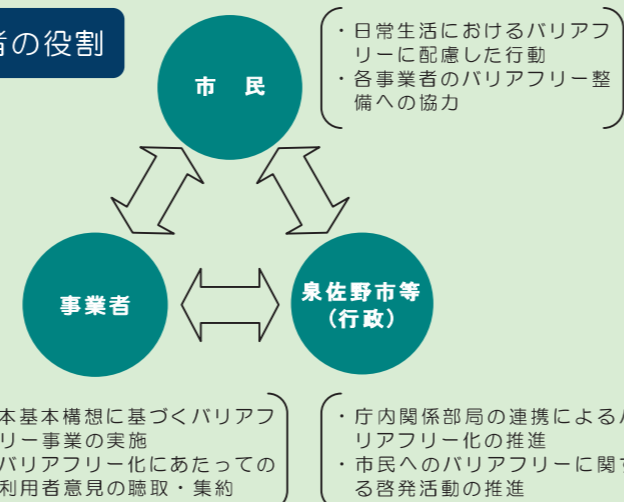 者の役割
市 民
・日常生活におけるバリアフ
リーに配慮した行動
・各事業者のバリアフリー整
備への協力
事業者
泉佐野市等
（行政）
本基本構想に基づくバリアフ
リー事業の実施
バリアフリー化にあたっての
利用者意見の聴取・集約
・庁内関係部局の連携による
リアフリー化の推進
・市民へのバリアフリーに関す
る啓発活動の推進